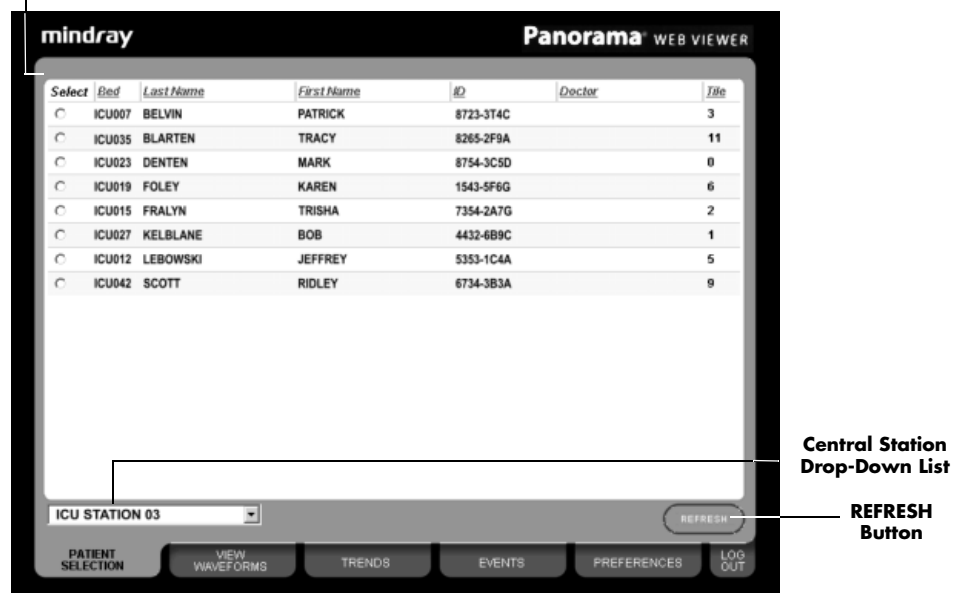 mindray
Panorama WEB VIEWER
Select Bed Last Name First Name ID Doctor Tile
ICU007 BELVIN PATRICK 8723-3T4C 3
ICU035 BLARTEN TRACY 8265-2F9A 11
ICU023 DENTEN MARK 8754-3C5D 0
ICU019 FOLEY KAREN 1543-5F6G 6
ICU015 FRALYN TRISHA 7354-2A7G 2
ICU027 KELBLANE BOB 4432-6B9C 1
ICU012 LEBOWSKI JEFFREY 5353-1C4A 5
ICU042 SCOTT RIDLEY 6734-3B3A 9
Central Station
Drop-Down List
ICU STATION 03
REFRESH
REFRESH
Button
PATIENT
SELECTION
VIEW
WAVEFORMS
TRENDS
EVENTS
PREFERENCES
LOG
OUT